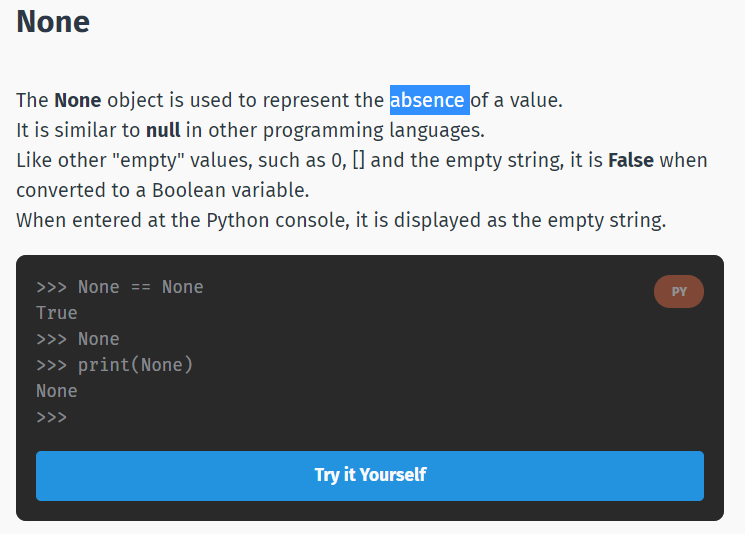 None
The None object is used to represent the absence of a value.
It is similar to null in other programming languages.
Like other "empty" values, such as 0, [] and the empty string, it is False when
converted to a Boolean variable.
When entered at the Python console, it is displayed as the empty string.
>>> None == None
PY
True
>>> None
>>> print(None)
None
>>>
Try it Yourself